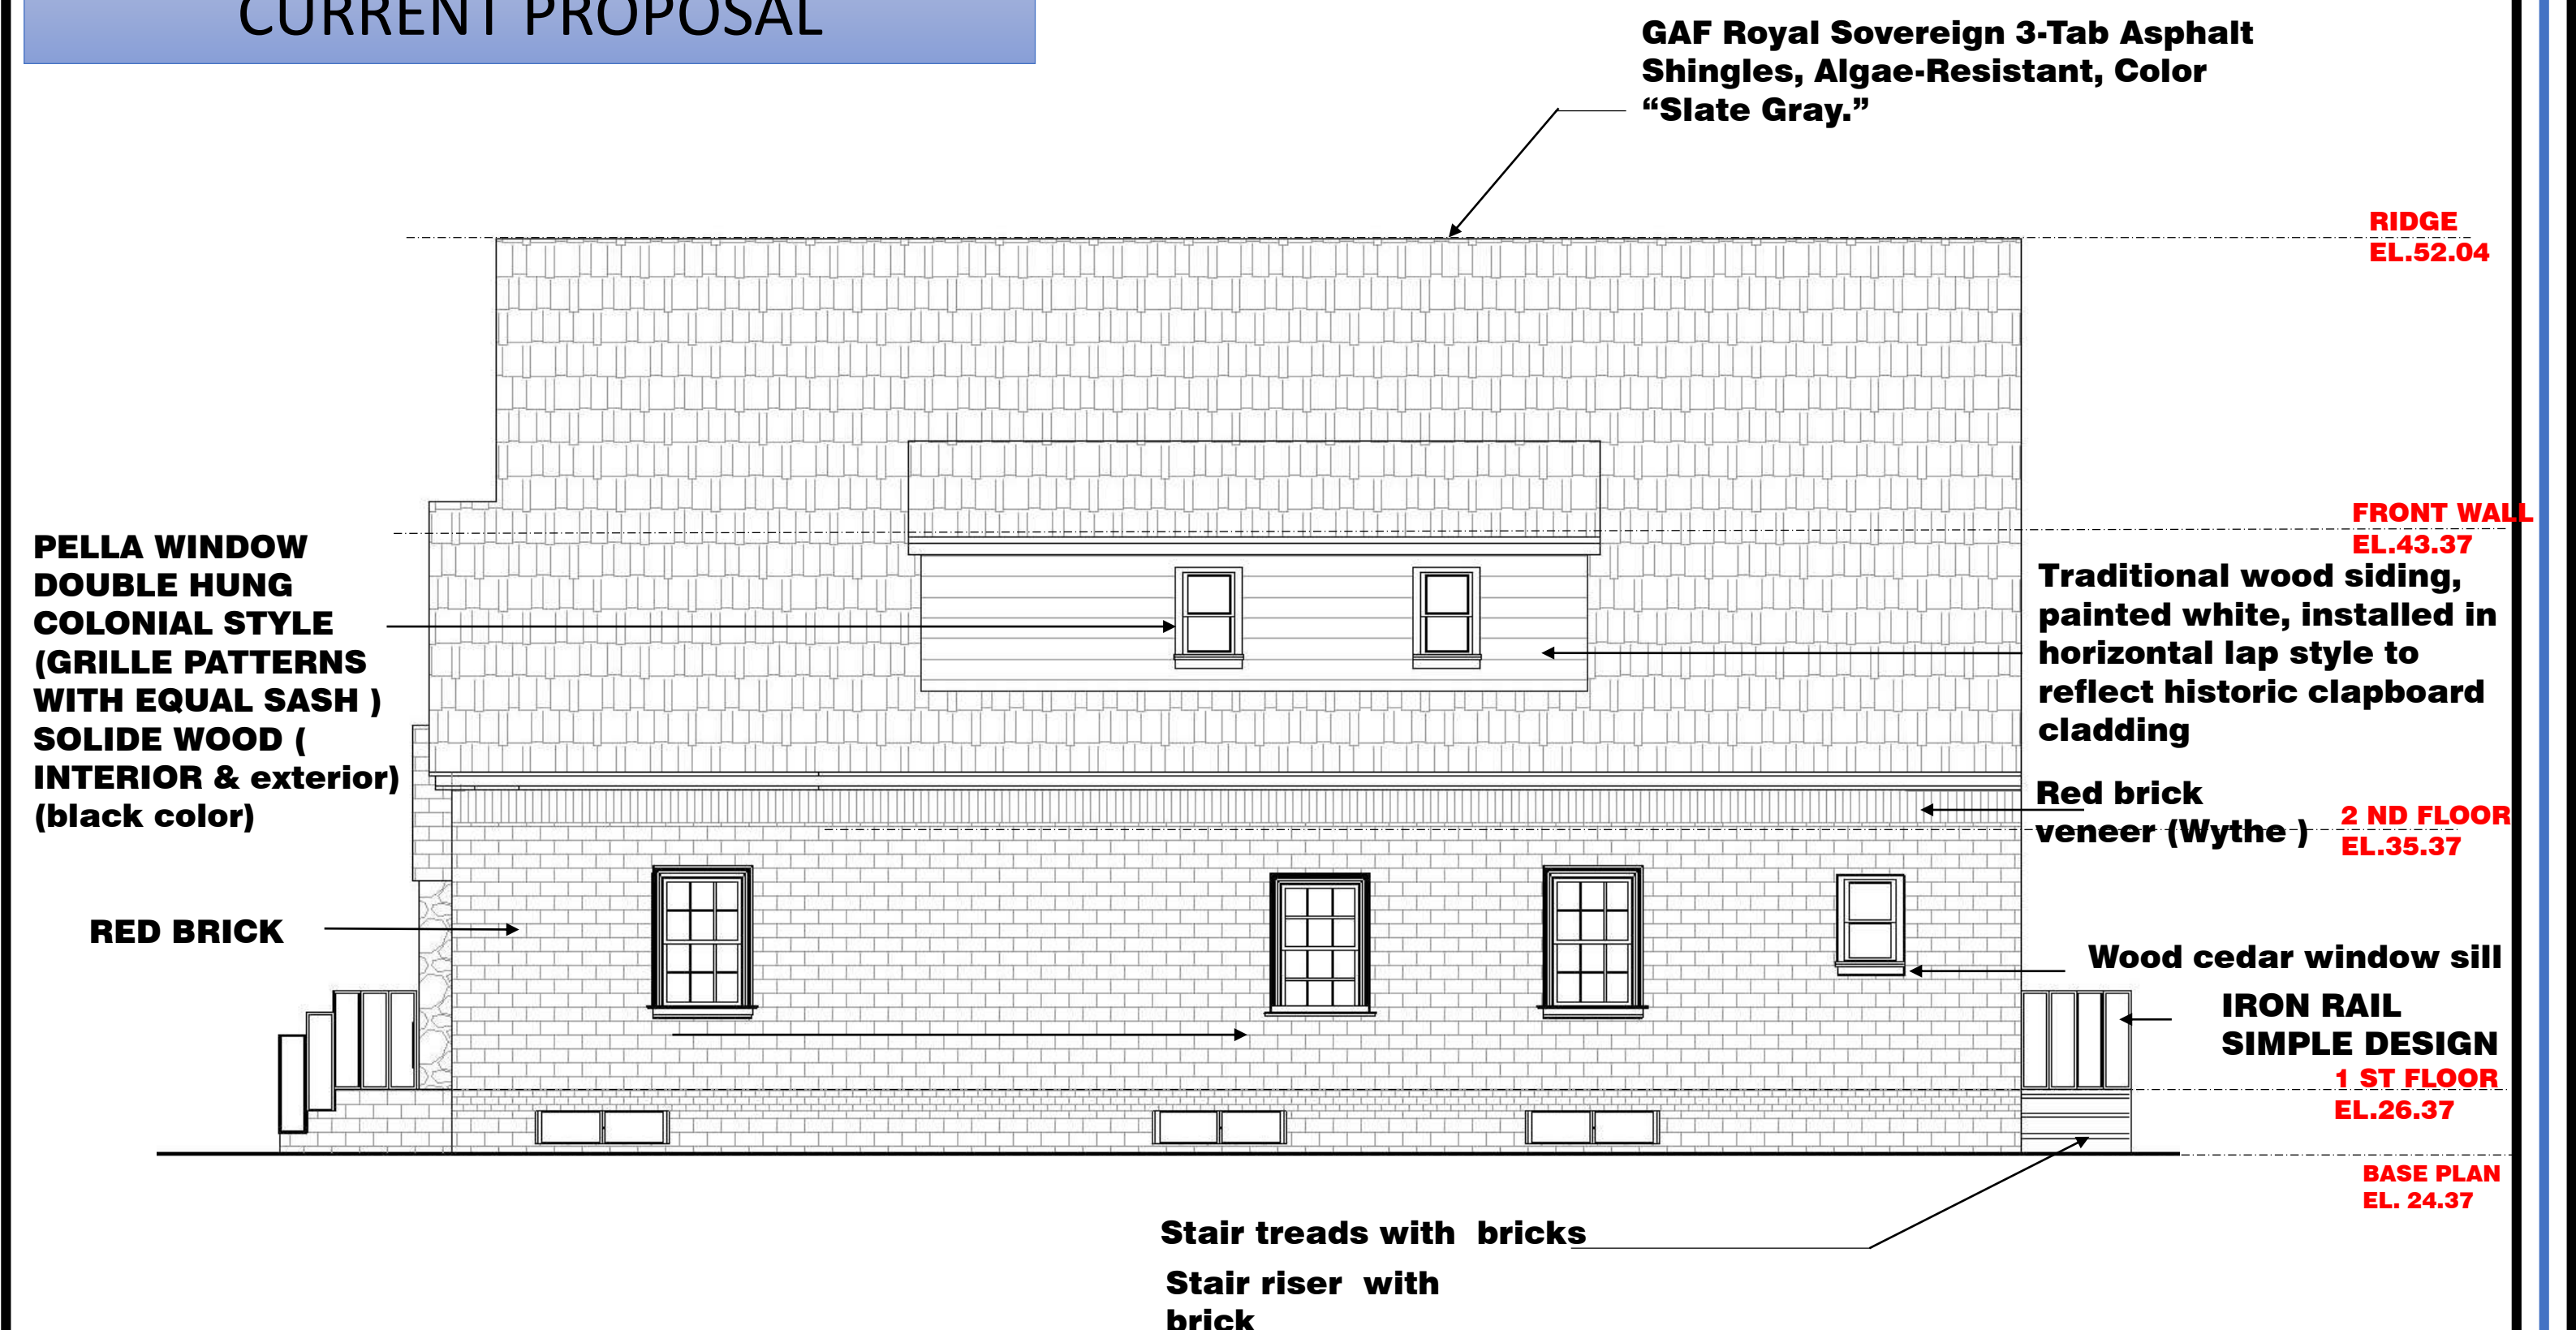 CURRENT PROPOSAL
GAF Royal Sovereign 3-Tab Asphalt
Shingles, Algae-Resistant, Color
“Slate Gray.”
RIDGE
EL.52.04
FRONT WALL
EL.43.37
PELLA WINDOW
DOUBLE HUNG
COLONIAL STYLE
(GRILLE PATTERNS
WITH EQUAL SASH )
SOLIDE WOOD (
INTERIOR & exterior)
(black color)
Traditional wood siding,
painted white, installed in
horizontal lap style to
reflect historic clapboard
cladding
Red brick
veneer (Wythe )
2 ND FLOOR
EL.35.37
RED BRICK
Wood cedar window sill
IRON RAIL
SIMPLE DESIGN
1 ST FLOOR
EL.26.37
BASE PLAN
EL. 24.37
Stair treads with  bricks
Stair riser  with
brick